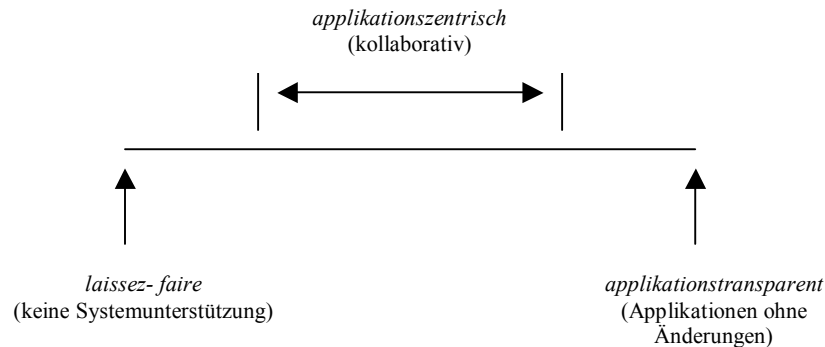 applikationszentrisch
(kollaborativ)
laissez- faire
(keine Systemunterstützung)
applikationstransparent
(Applikationen ohne
Änderungen)